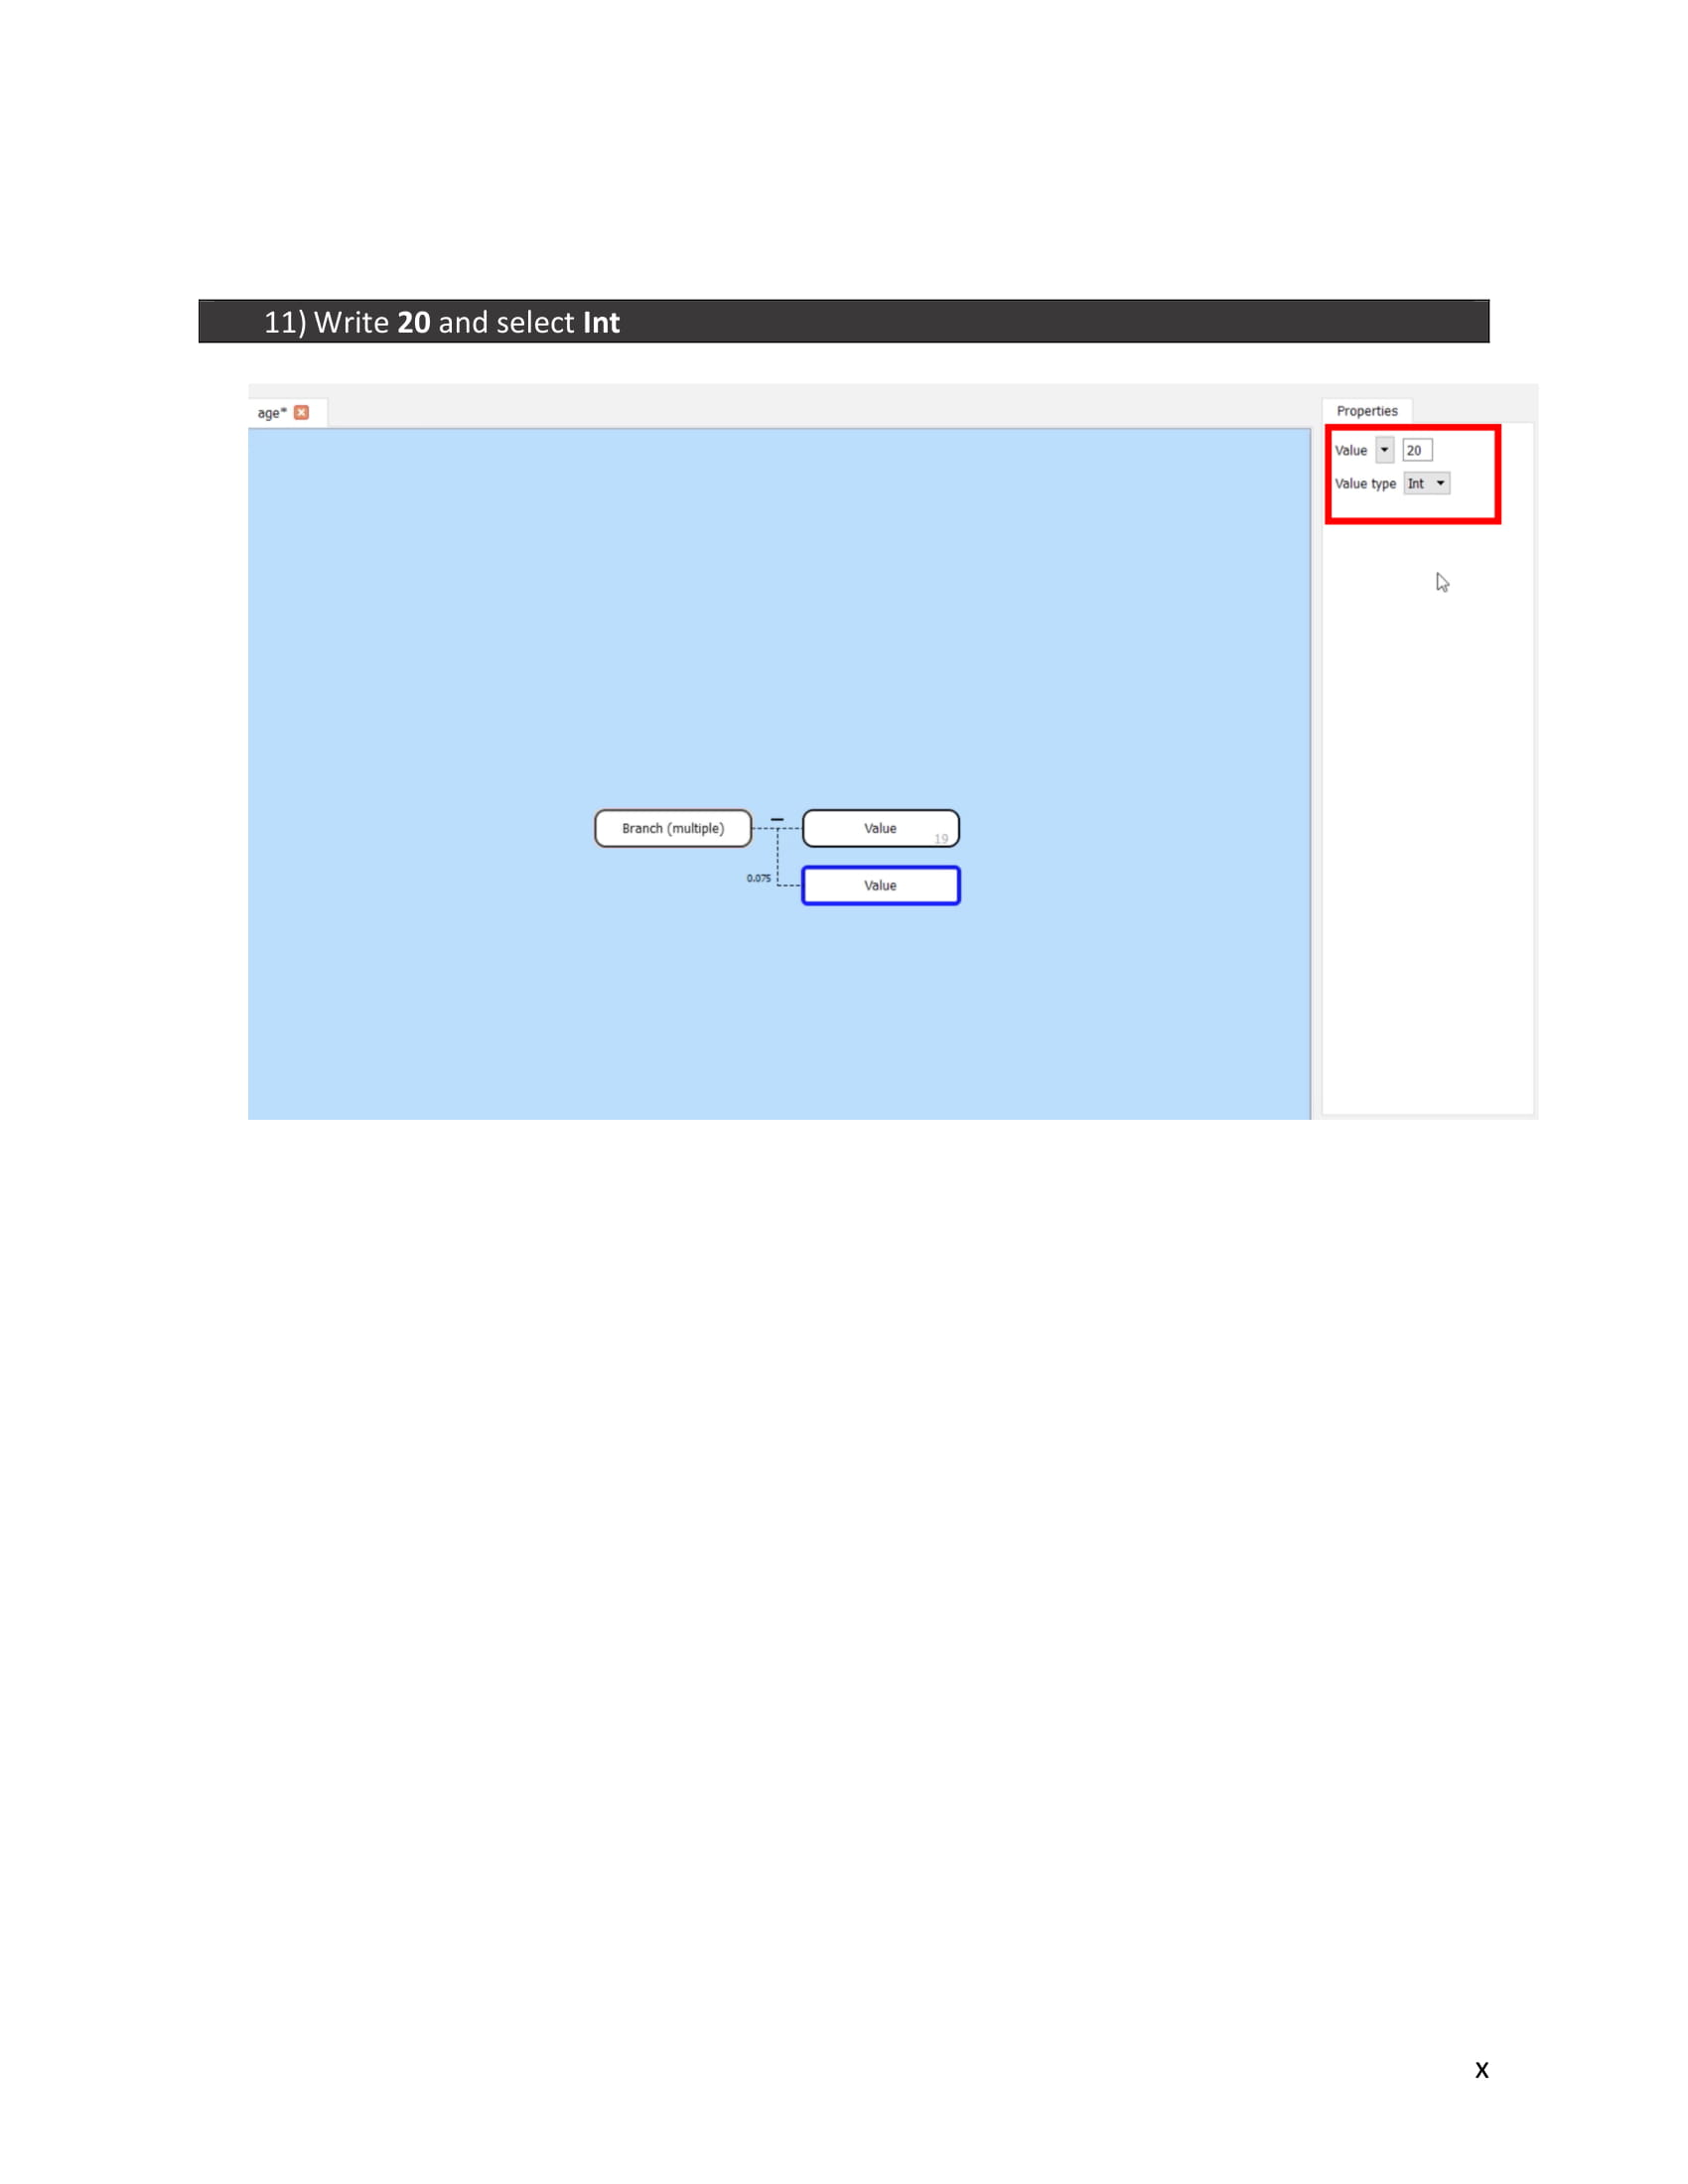 11) Write 20 and select Int
age*
Properties
Value 20
Value type Int
Branch (multiple)
Value
19
0.075
Value
X